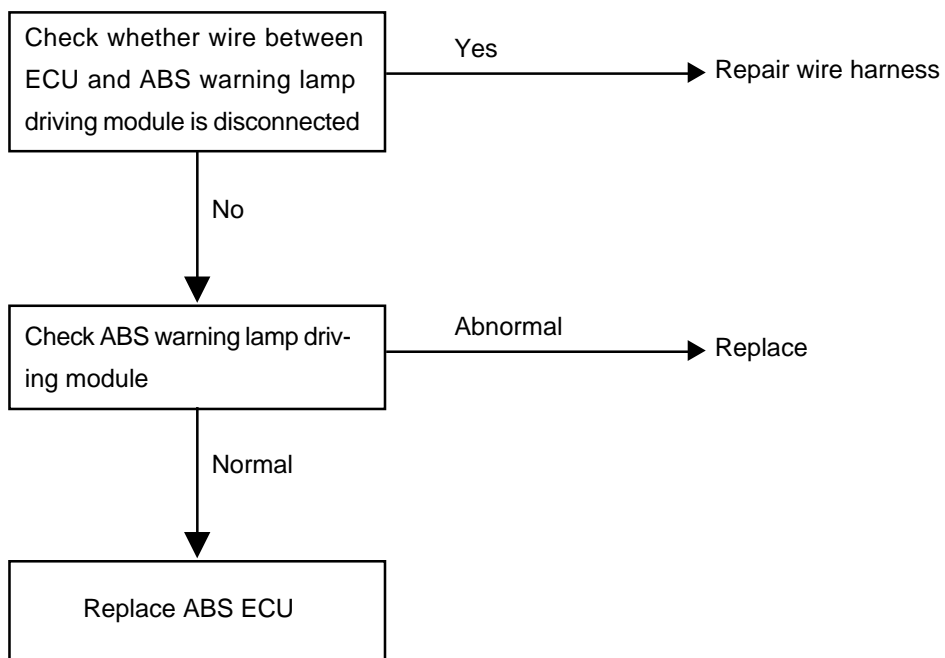 Check whether wire between
ECU and ABS warning lamp
driving module is disconnected
Yes
Repair wire harness
No
Check ABS warning lamp driv-
ing module
Abnormal
Replace
Normal
Replace ABS ECU